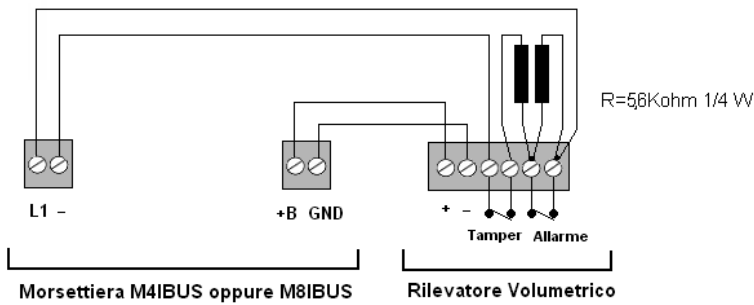 R=5,6Kohm 1/4 W
L1 -
+B GND
+ -
Tamper Allarme
Morsettiera M4IBUS oppure M8IBUS
Rilevatore Volumetrico